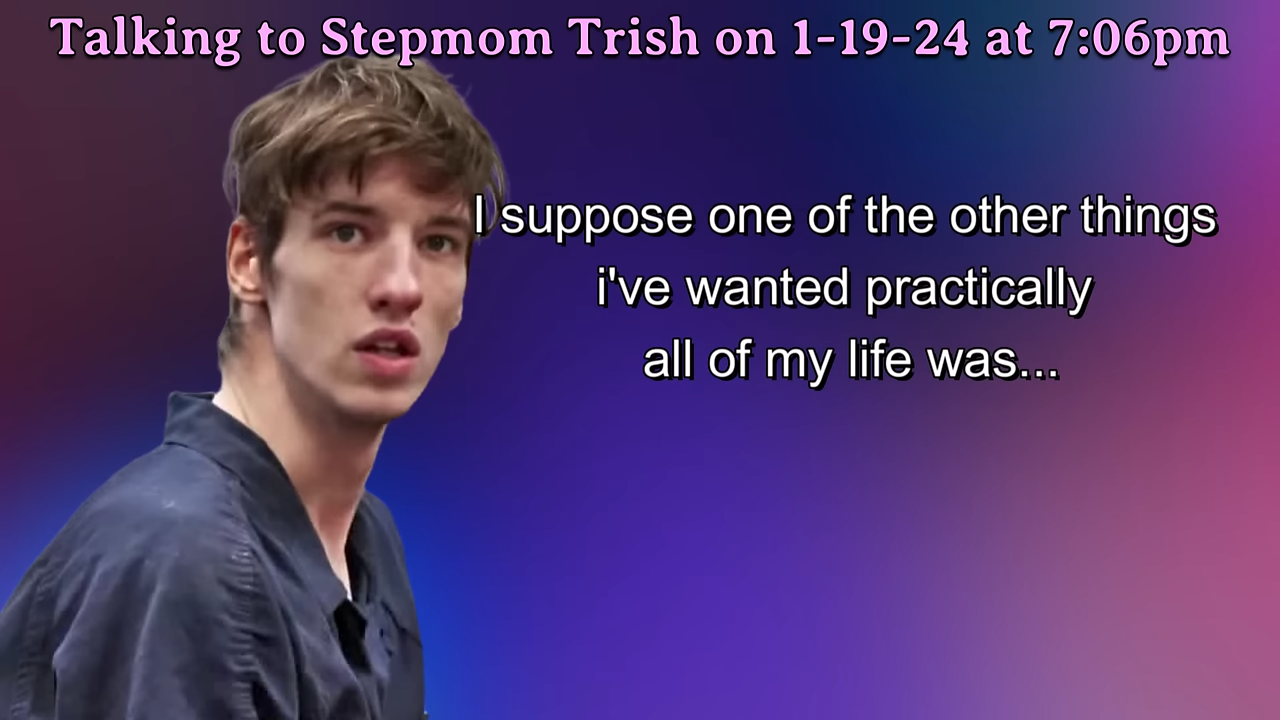 Talking to Stepmom Trish on 1-19-24 at 7:06pm
I suppose one of the other things
i've wanted practically
all of my life was...